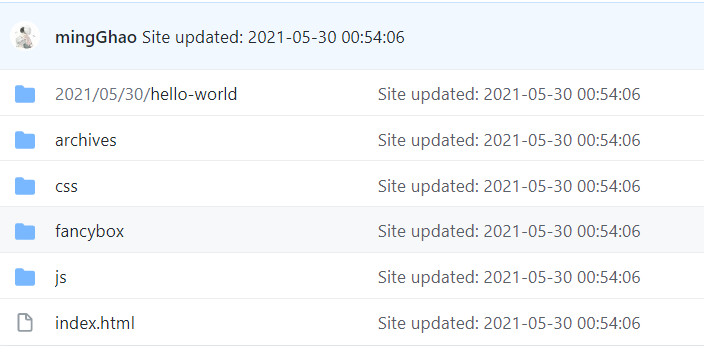 mingGhao Site updated: 2021-05-30 00:54:06
2021/05/30/hello-world Site updated: 2021-05-30 00:54:06
archives Site updated: 2021-05-30 00:54:06
css Site updated: 2021-05-30 00:54:06
fancybox Site updated: 2021-05-30 00:54:06
js Site updated: 2021-05-30 00:54:06
index.html Site updated: 2021-05-30 00:54:06